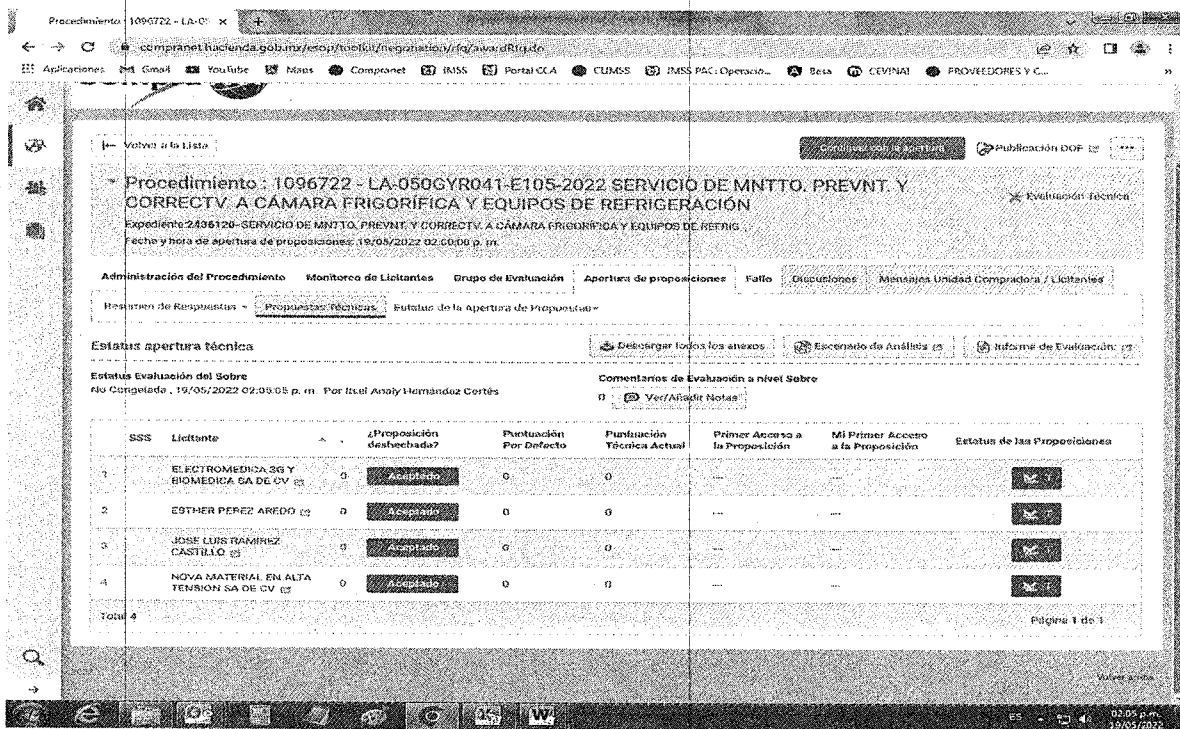 Procedimiento : 1096722 - LA-0
compranet.hacienda.gob.mx/esop/toolkit/negotiation/rfq/awardRfq.do
Aplicaciones Gmail YouTube Maps Compranet IMSS Portal CCA CUMSS IMSS PAC: Operació... Besa CEVINAI PROVEEDORES Y C...
Volver a la Lista
Continuar con la apertura
Publicación DOF
Procedimiento : 1096722 - LA-050GYR041-E105-2022 SERVICIO DE MNTTO. PREVNT. Y
CORRECTV. A CÁMARA FRIGORÍFICA Y EQUIPOS DE REFRIGERACIÓN
Evaluación Técnica
Expediente:2436120- SERVICIO DE MNTTO. PREVNT. Y CORRECTV. A CÁMARA FRIGORÍFICA Y EQUIPOS DE REFRIG
Fecha y hora de apertura de proposiciones: 19/05/2022 02:00:00 p. m.
Administración del Procedimiento Monitoreo de Licitantes Grupo de Evaluación Apertura de proposiciones Fallo Discusiones Mensajes Unidad Compradora / Licitantes
Resumen de Respuestas Propuestas Técnicas Estatus de la Apertura de Propuestas
Estatus apertura técnica
Descargar todos los anexos
Escenario de Análisis
Informe de Evaluación
Estatus Evaluación del Sobre
No Congelada , 19/05/2022 02:05:05 p. m. Por Itzel Analy Hernández Cortés
Comentarios de Evaluación a nivel Sobre
0 Ver/Añadir Notas
SSS Licitante ¿Proposición deshechada? Puntuación Por Defecto Puntuación Técnica Actual Primer Acceso a la Proposición Mi Primer Acceso a la Proposición Estatus de las Proposiciones
1 ELECTROMEDICA 3G Y BIOMEDICA SA DE CV 0 Aceptado 0 0 --- ---
2 ESTHER PEREZ AREDO 0 Aceptado 0 0 --- ---
3 JOSE LUIS RAMIREZ CASTILLO 0 Aceptado 0 0 --- ---
4 NOVA MATERIAL EN ALTA TENSION SA DE CV 0 Aceptado 0 0 --- ---
Total 4
Página 1 de 1
Volver arriba
ES
02:05 p.m.
19/05/2022